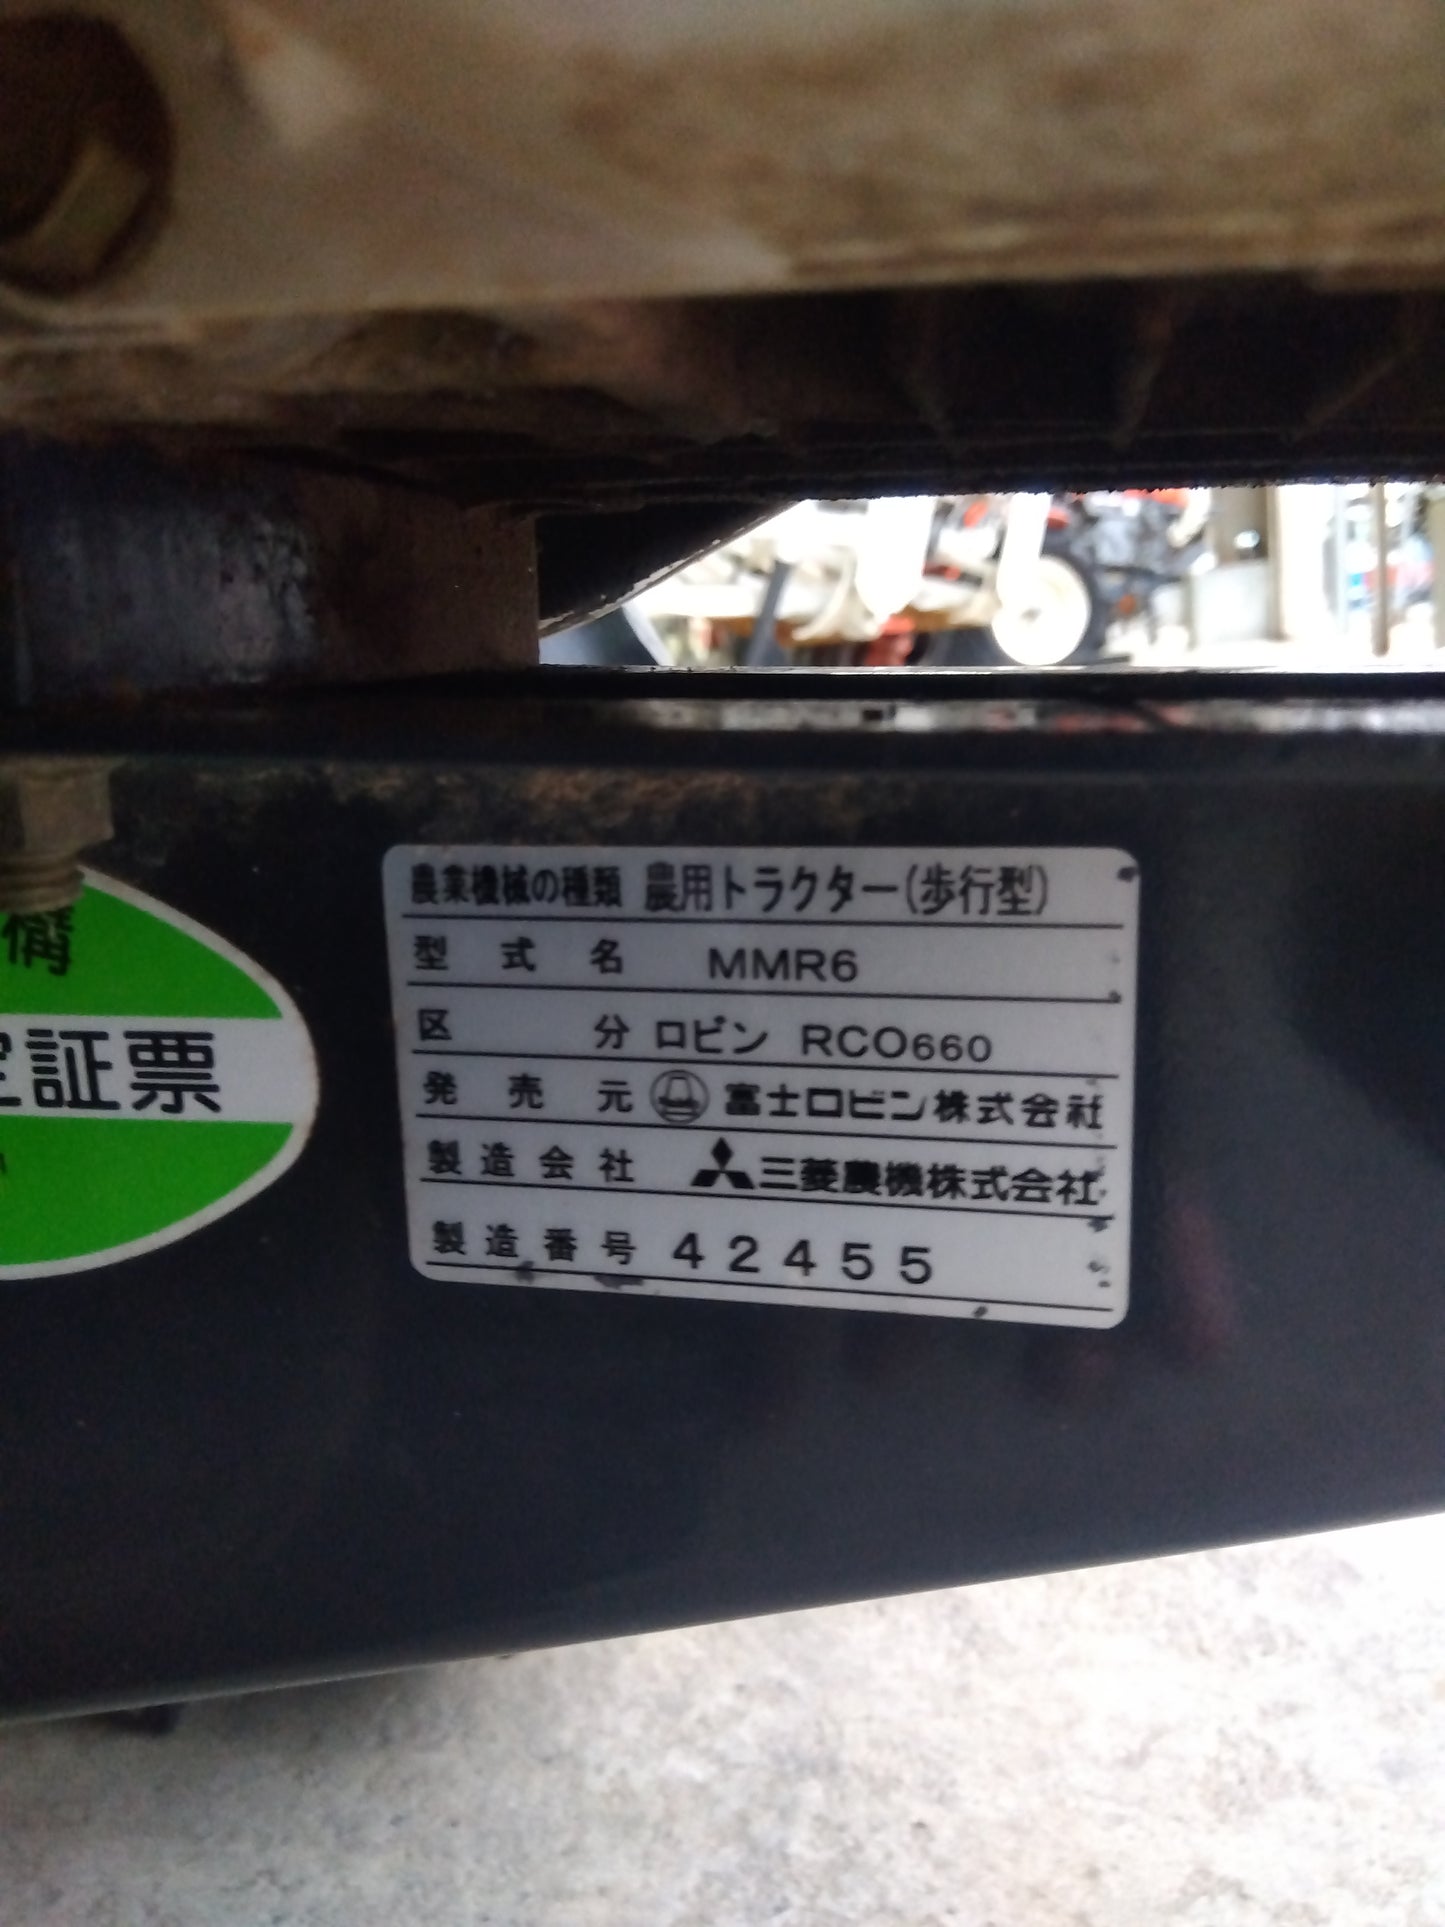 農業機械の種類 農用トラクター(歩行型)
型式名 MMR6
区分 ロビン RCO660
発売元 富士ロビン株式会社
製造会社 三菱農機株式会社
製造番号 42455
構
証票